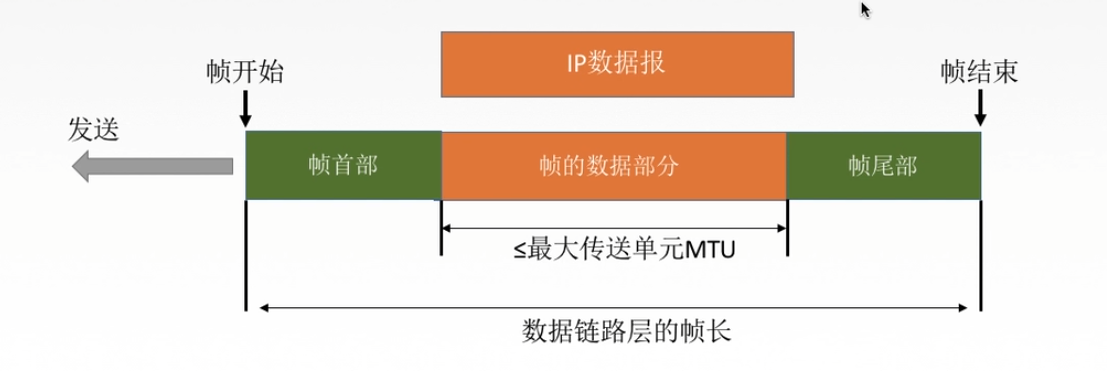 IP数据报
帧开始
帧结束
发送
帧首部
帧的数据部分
帧尾部
≤最大传送单元MTU
数据链路层的帧长